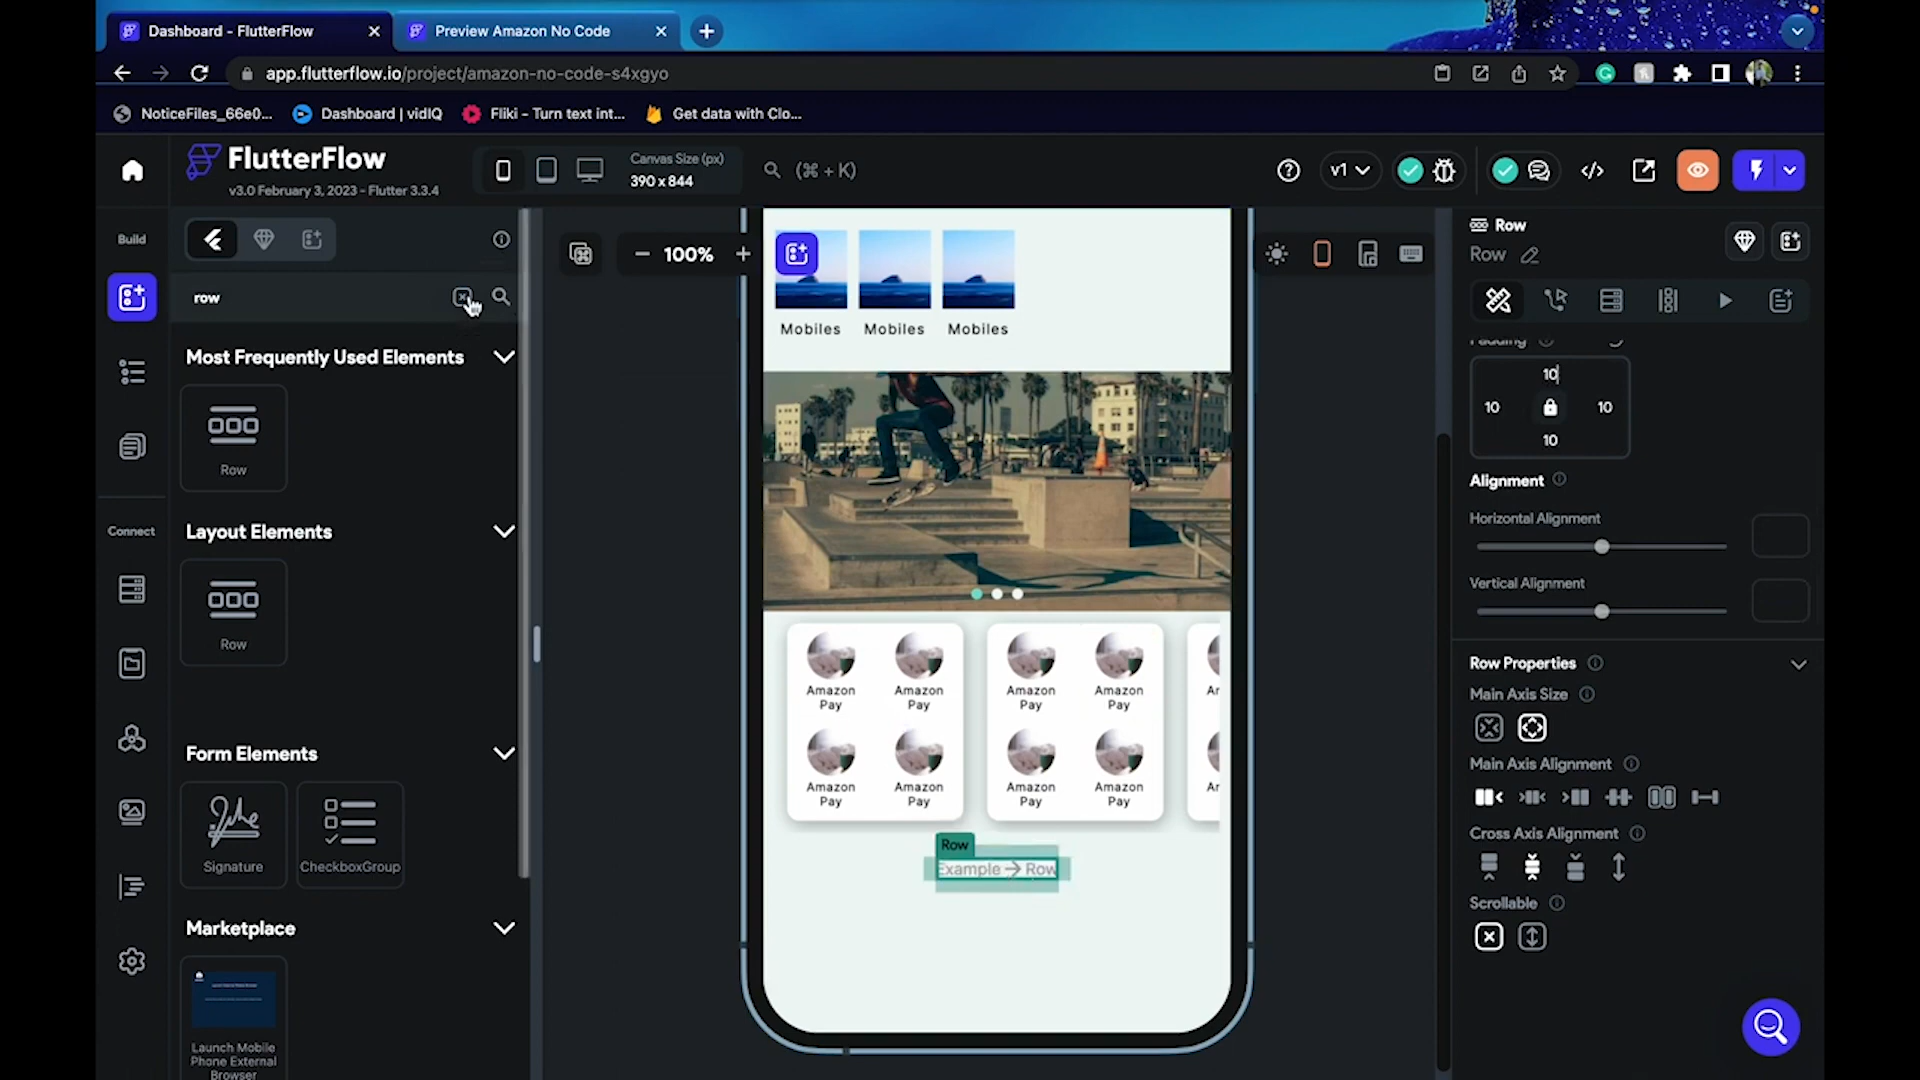 Dashboard - FlutterFlow
Preview Amazon No Code
app.flutterflow.io/project/amazon-no-code-s4xgyo
NoticeFiles_66e0...
Dashboard | vidIQ
Fliki - Turn text int...
Get data with Clo...
FlutterFlow
v3.0 February 3, 2023 - Flutter 3.3.4
Canvas Size (px)
390 x 844
(⌘ + K)
v1
Build
row
100%
Most Frequently Used Elements
Row
Layout Elements
Row
Connect
Form Elements
Signature
CheckboxGroup
Marketplace
Launch Mobile
Phone External
Browser
Mobiles Mobiles Mobiles
Amazon Pay
Amazon Pay
Amazon Pay
Amazon Pay
Ar
Amazon Pay
Amazon Pay
Amazon Pay
Amazon Pay
Ar
Row
Example → Row
Row
Row
Padding
10
10
10
10
Alignment
Horizontal Alignment
Vertical Alignment
Row Properties
Main Axis Size
Main Axis Alignment
Cross Axis Alignment
Scrollable